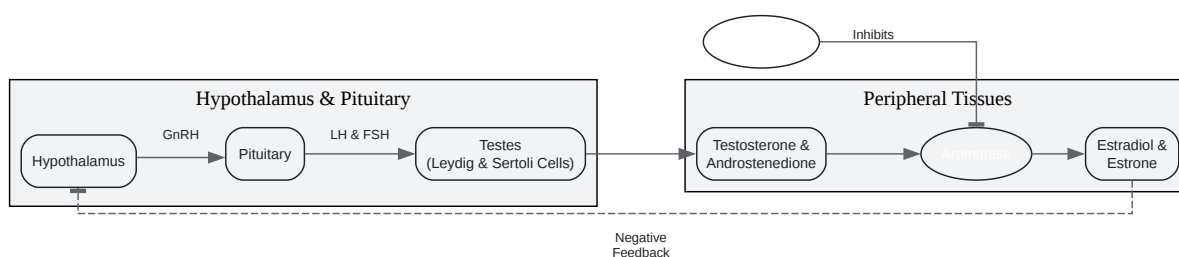 Inhibits
Hypothalamus & Pituitary
Peripheral Tissues
GnRH
LH & FSH
Hypothalamus
Pituitary
Testes
(Leydig & Sertoli Cells)
Testosterone &
Androstenedione
Aromatase
Estradiol &
Estrone
Negative
Feedback